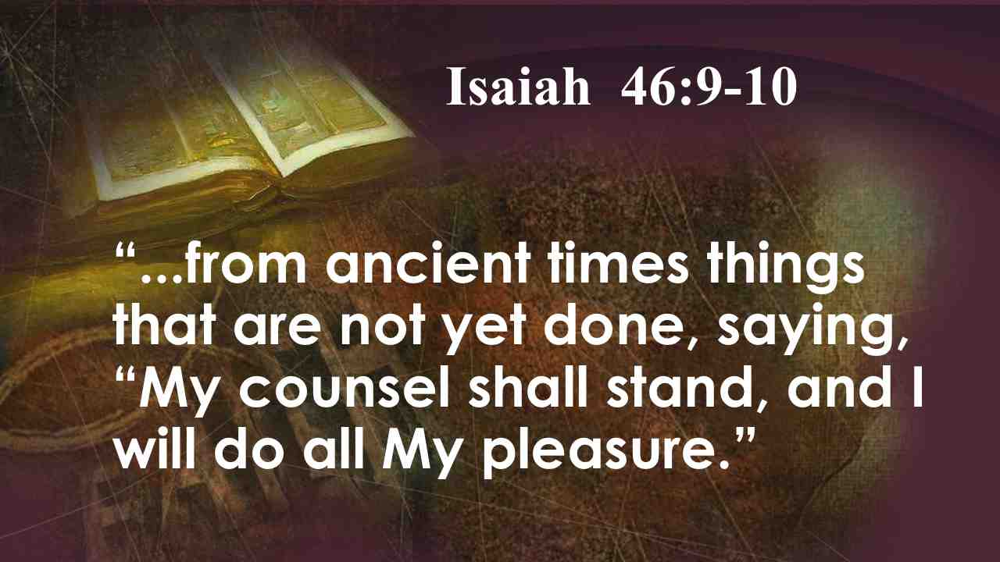 Isaiah 46:9-10
“...from ancient times things
that are not yet done, saying,
“My counsel shall stand, and I
will do all My pleasure.”